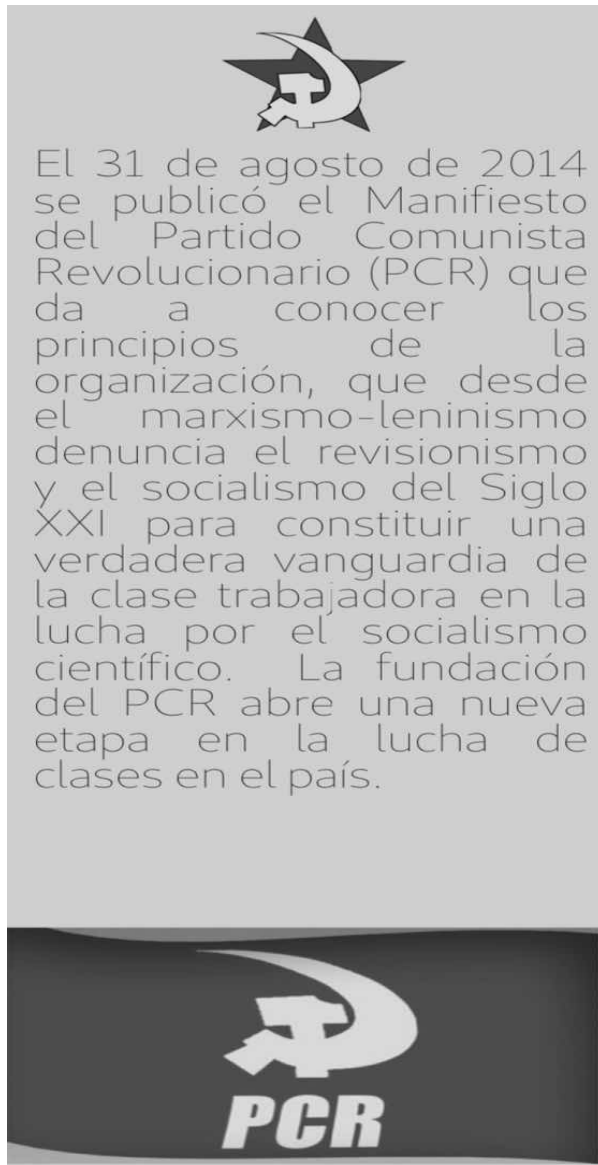 El 31 de agosto de 2014
se publicó el Manifiesto
del Partido Comunista
Revolucionario (PCR) que
da a conocer los
principios de la
organización, que desde
el marxismo-leninismo
denuncia el revisionismo
y el socialismo del Siglo
XXI para constituir una
verdadera vanguardia de
la clase trabajadora en la
lucha por el socialismo
científico. La fundación
del PCR abre una nueva
etapa en la lucha de
clases en el país.
PCR